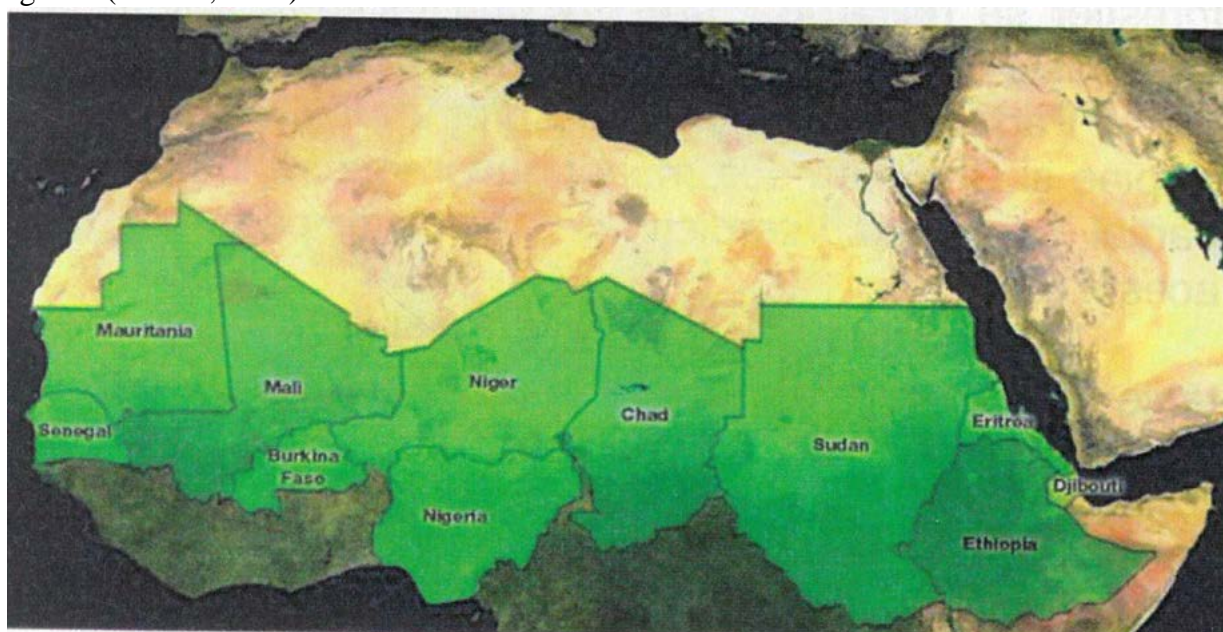 Mauritania
Mali
Niger
Chad
Senegal
Burkina
Faso
Nigeria
Sudan
Eritrea
Djibouti
Ethiopia